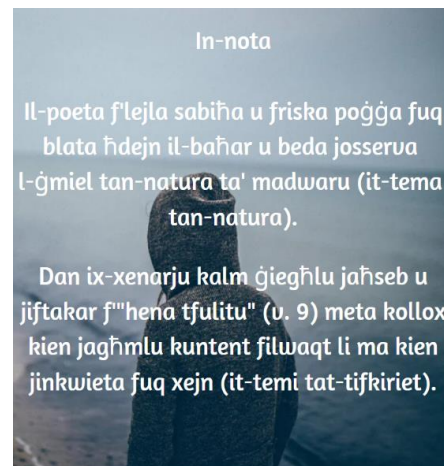 In-nota
Il-poeta f'lejla sabiħa u friska poġġa fuq
blata ħdejn il-baħar u beda josserva
l-ġmiel tan-natura ta' madwaru (it-tema
tan-natura).
Dan ix-xenarju kalm ġiegħlu jaħseb u
jiftakar f'"hena tfulitu" (v. 9) meta kollox
kien jagħmlu kuntent filwaqt li ma kien
jinkwieta fuq xejn (it-temi tat-tifkiriet).